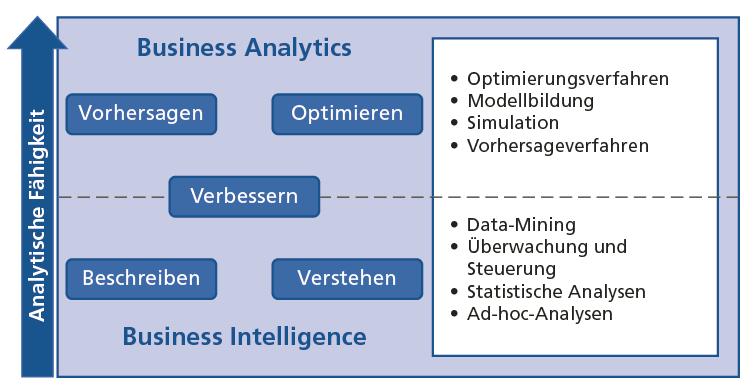 Analytische Fähigkeit
Business Analytics
Vorhersagen
Optimieren
Verbessern
Beschreiben
Verstehen
Business Intelligence
• Optimierungsverfahren
• Modellbildung
• Simulation
• Vorhersageverfahren
• Data-Mining
• Überwachung und
Steuerung
• Statistische Analysen
• Ad-hoc-Analysen